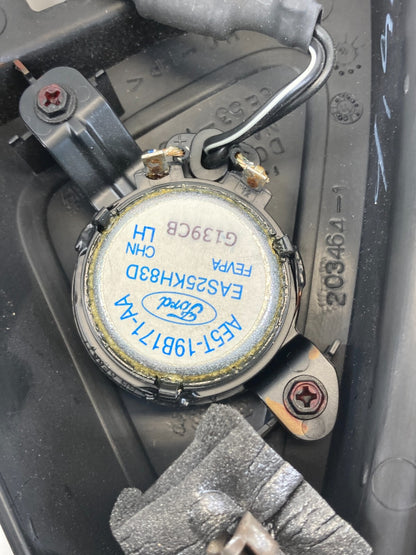 AE5T-19B171-AA
Ford
EAS25KH83D
FEVPA
CHN
LH
G139CB
203464-1